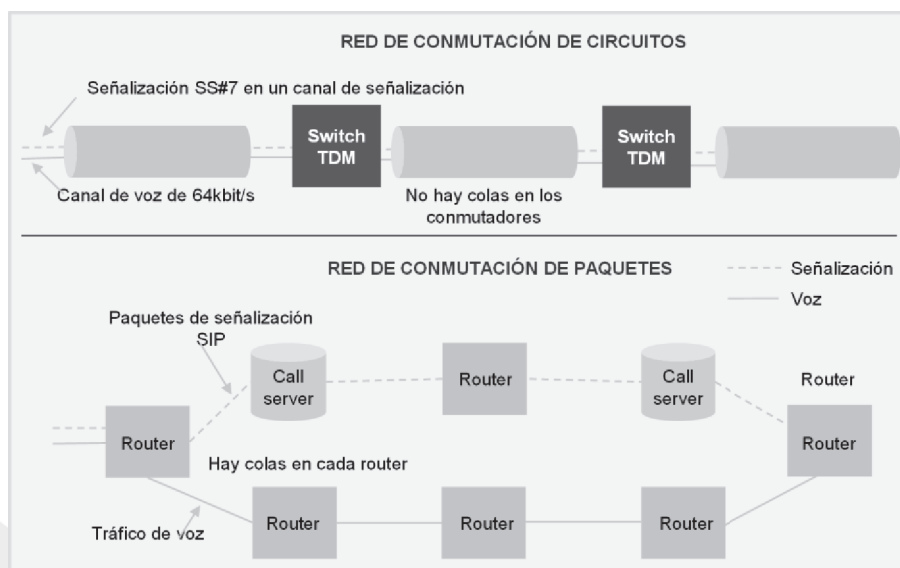 RED DE CONMUTACIÓN DE CIRCUITOS
Señalización SS#7 en un canal de señalización
Switch
TDM
Switch
TDM
Canal de voz de 64kbit/s
No hay colas en los
conmutadores
RED DE CONMUTACIÓN DE PAQUETES
Señalización
Voz
Paquetes de señalización
SIP
Call
server
Router
Call
server
Router
Router
Router
Hay colas en cada router
Router
Router
Router
Tráfico de voz